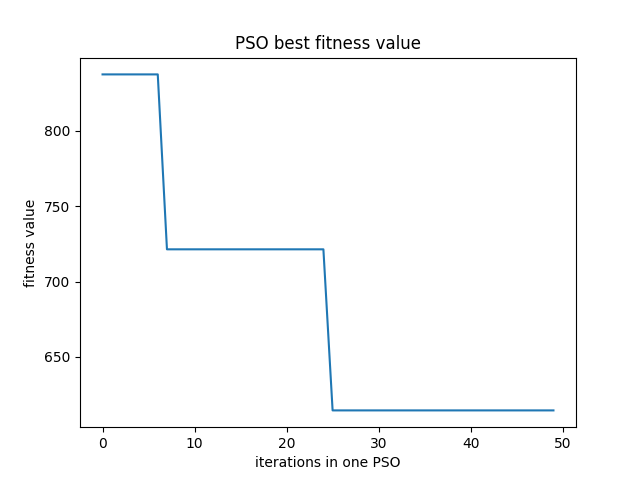 PSO best fitness value
fitness value
800
750
700
650
0 10 20 30 40 50
iterations in one PSO